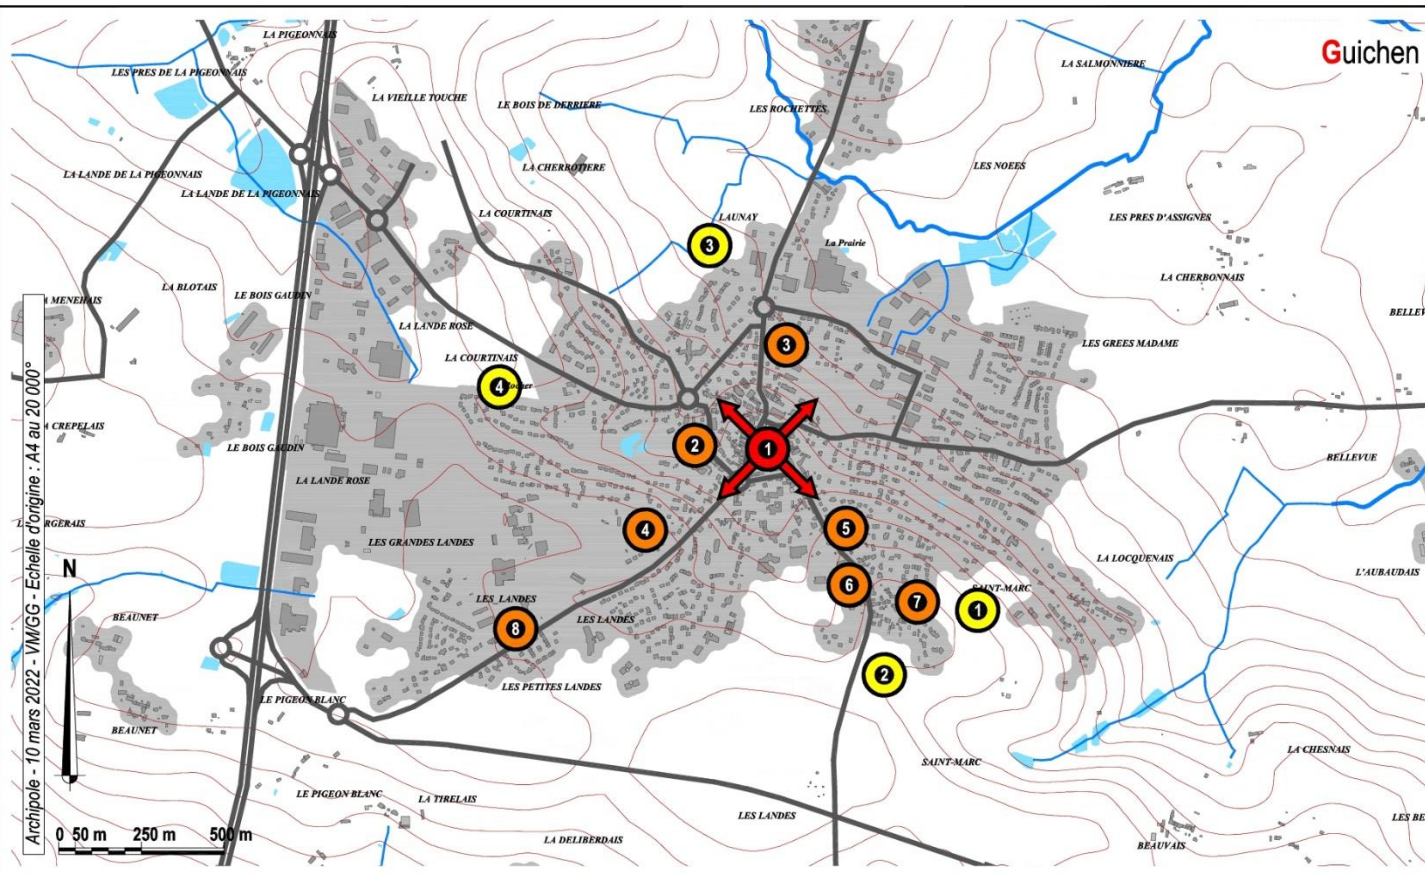 LA PIGEONNAIS
Guichen
LA SALMONNIERE
LES PRES DE LA PIGEONNAIS
LA VIEILLE TOUCHE
LE BOIS DE DERRIERE
LES ROCHETTES
LA CHERBOTIERE
LES NOEES
LA LANDE DE LA PIGEONNAIS
LA LANDE DE LA PIGEONNAIS
LA COURTINAIS
LAUNAY
LES PRES D'ASSIGNES
3
La Prairie
LA CHERBONNAIS
LA BLOTAIS
LE BOIS GAUDIN
A MENEHAIS
BELLEV
LA LANDE ROSE
3
LES GREES MADAME
LA COURTINAIS
4
ocher
A CREPELAIS
LE BOIS GAUDIN
2
1
BELLEVUE
LA LANDE ROSE
4
5
LES GRANDES LANDES
LA LOCQUENAIS
L'AUBAUDAIS
N
6
SAINT-MARC
7
1
LES LANDES
BEAUNET
LES LANDES
8
2
LES PETITES LANDES
LE PIGEON BLANC
BEAUNET
LA CHESNAIS
SAINT-MARC
LE PIGEON BLANC
LA TIRELAIS
LES LANDES
LES BE
0 50 m 250 m 500 m
LA DELIBERDAIS
BEAUVAIS
Archipole - 10 mars 2022 - VM/GG - Echelle d'origine : A4 au 20 000°